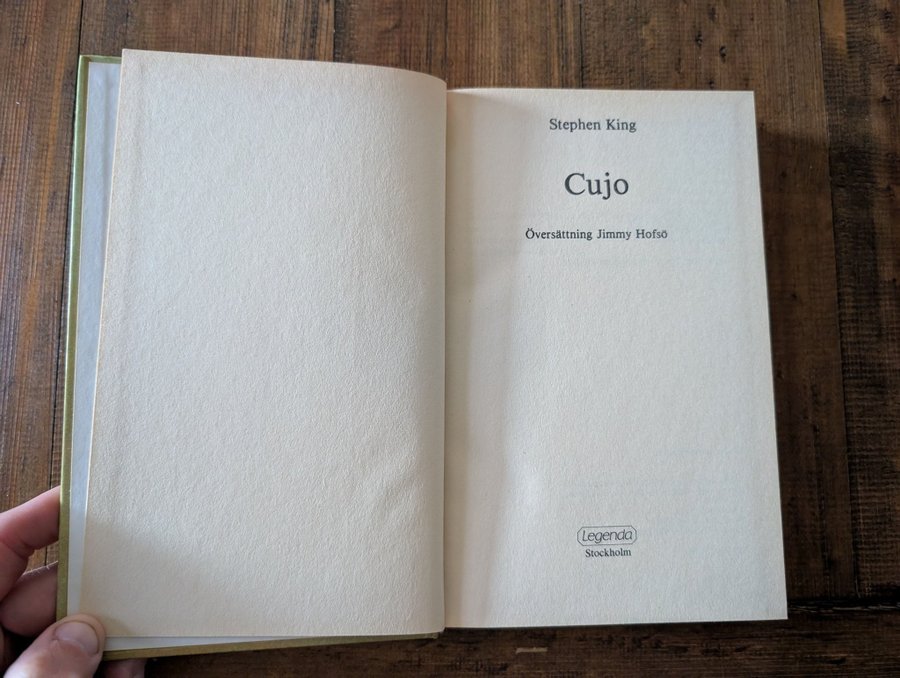 Stephen King
Cujo
Översättning Jimmy Hofsö
Legenda
Stockholm